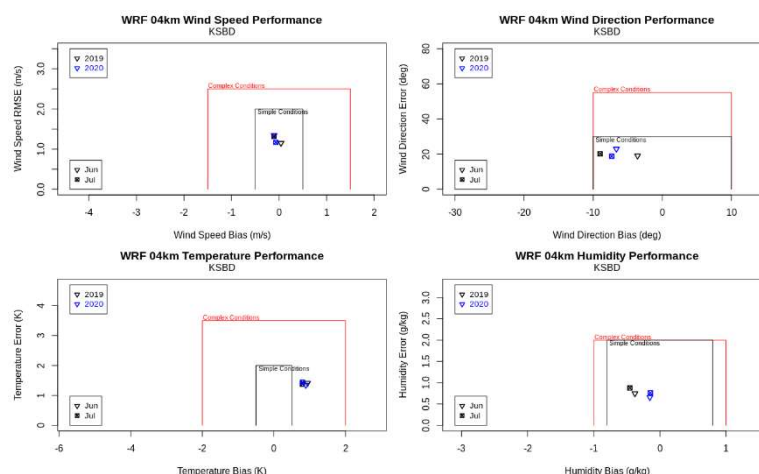 WRF 04km Wind Speed Performance
KSBD
2019
2020
Complex Conditions
Simple Conditions
Jun
Jul
Wind Speed RMSE (m/s)
0.0 1.0 2.0 3.0
-4 -3 -2 -1 0 1 2
Wind Speed Bias (m/s)
WRF 04km Wind Direction Performance
KSBD
2019
2020
Complex Conditions
Simple Conditions
Jun
Jul
Wind Direction Error (deg)
0 20 40 60 80
-30 -20 -10 0 10
Wind Direction Bias (deg)
WRF 04km Temperature Performance
KSBD
2019
2020
Complex Conditions
Simple Conditions
Jun
Jul
Temperature Error (K)
0 1 2 3 4
-6 -4 -2 0 2
Temperature Bias (K)
WRF 04km Humidity Performance
KSBD
2019
2020
Complex Conditions
Simple Conditions
Jun
Jul
Humidity Error (g/kg)
0.0 0.5 1.0 1.5 2.0 2.5 3.0
-3 -2 -1 0 1
Humidity Bias (g/kg)